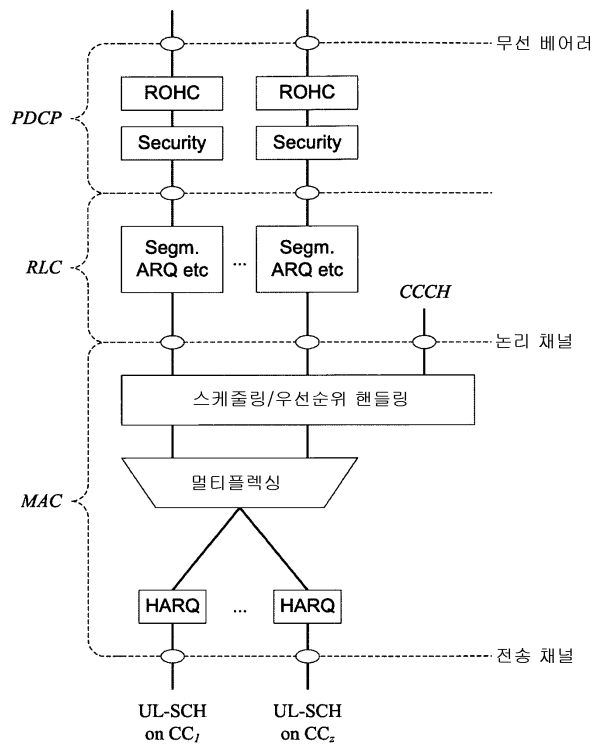 무선 베어러
ROHC ROHC
PDCP
Security Security
Segm. ARQ etc ... Segm. ARQ etc
RLC
CCCH
논리 채널
스케줄링/우선순위 핸들링
멀티플렉싱
MAC
HARQ ... HARQ
전송 채널
UL-SCH on CC1 UL-SCH on CCz